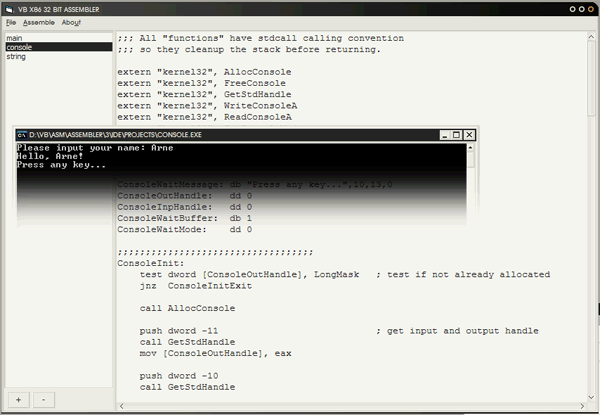 VB X86 32 BIT ASSEMBLER
File Assemble About
main
console
string
;;; All "functions" have stdcall calling convention
;;; so they cleanup the stack before returning.
extern "kernel32", AllocConsole
extern "kernel32", FreeConsole
extern "kernel32", GetStdHandle
extern "kernel32", WriteConsoleA
extern "kernel32", ReadConsoleA
D:\VB\ASM\ASSEMBLER\3\IDE\PROJECTS\CONSOLE.EXE
Please input your name: Arne
Hello, Arne!
Press any key...
ConsoleWaitMessage: db "Press any key...",10,13,0
ConsoleOutHandle: dd 0
ConsoleInpHandle: dd 0
ConsoleWaitBuffer: db 1
ConsoleWaitMode: dd 0
;;;;;;;;;;;;;;;;;;;;;;;;;;;;;;;;;;;
ConsoleInit:
test dword [ConsoleOutHandle], LongMask ; test if not already allocated
jnz ConsoleInitExit
call AllocConsole
push dword -11 ; get input and output handle
call GetStdHandle
mov [ConsoleOutHandle], eax
push dword -10
call GetStdHandle
+ -